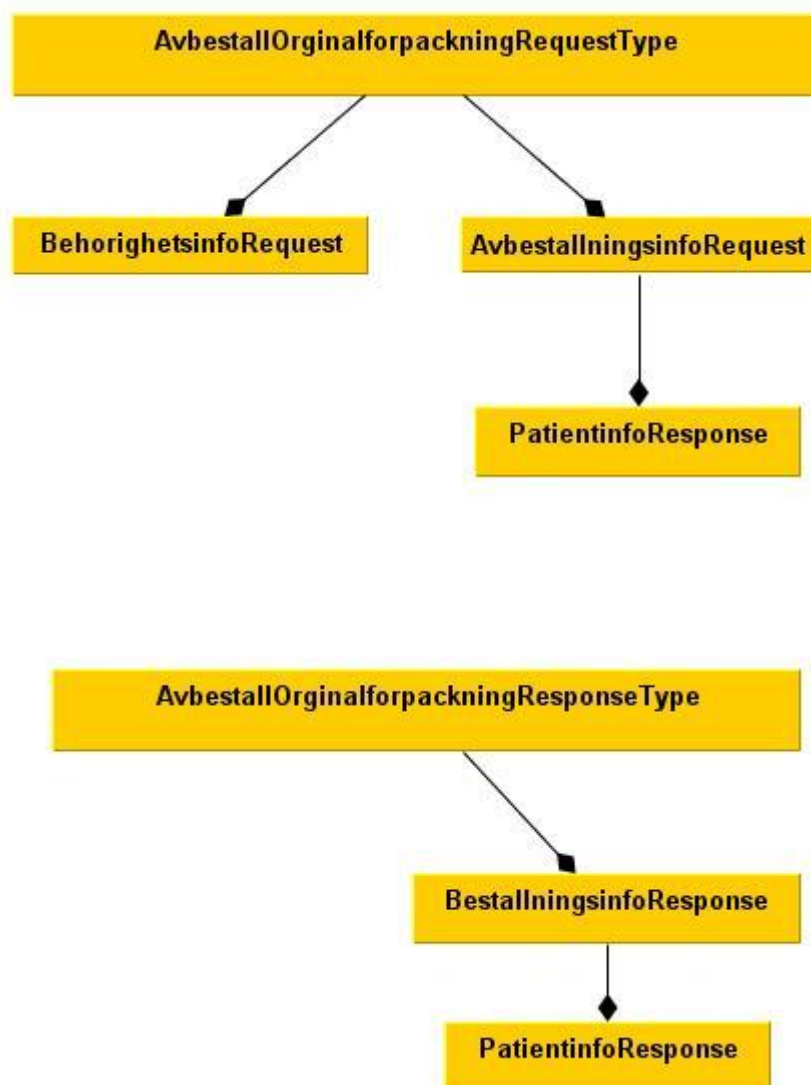 AvbestallOrginalforpackningRequestType
BehorighetsinfoRequest
AvbestallningsinfoRequest
PatientinfoResponse
AvbestallOrginalforpackningResponseType
BestallningsinfoResponse
PatientinfoResponse